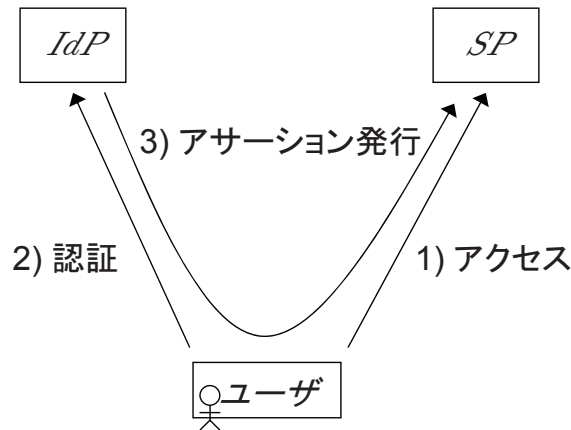 IdP
SP
3) アサーション発行
2) 認証
1) アクセス
ユーザ